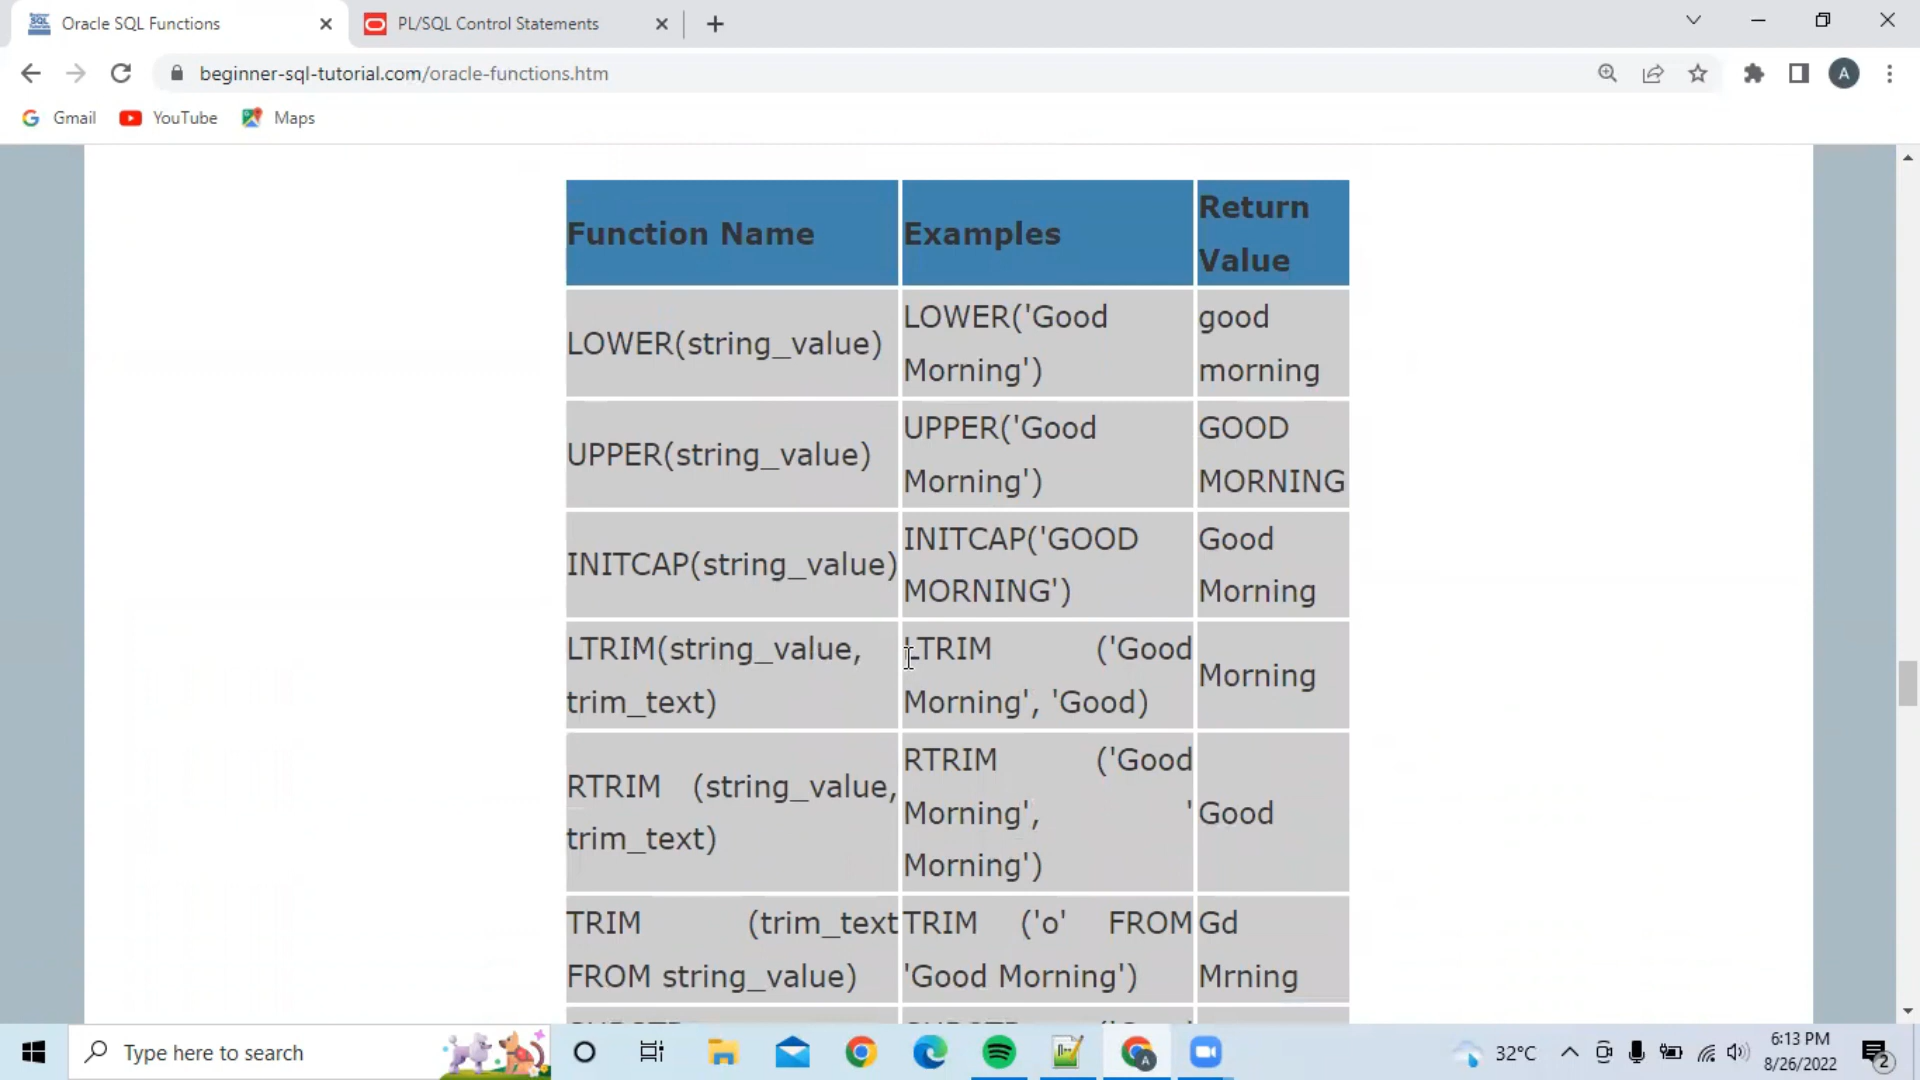 Oracle SQL Functions
PL/SQL Control Statements
beginner-sql-tutorial.com/oracle-functions.htm
A
Gmail
YouTube
Maps
Function Name
Examples
Return
Value
LOWER(string_value)
LOWER('Good
Morning')
good
morning
UPPER(string_value)
UPPER('Good
Morning')
GOOD
MORNING
INITCAP(string_value)
INITCAP('GOOD
MORNING')
Good
Morning
LTRIM(string_value,
trim_text)
LTRIM ('Good
Morning', 'Good)
Morning
RTRIM (string_value,
trim_text)
RTRIM ('Good
Morning', '
Morning')
Good
TRIM (trim_text
FROM string_value)
TRIM ('o' FROM
'Good Morning')
Gd
Mrning
Type here to search
32°C
6:13 PM
8/26/2022
2